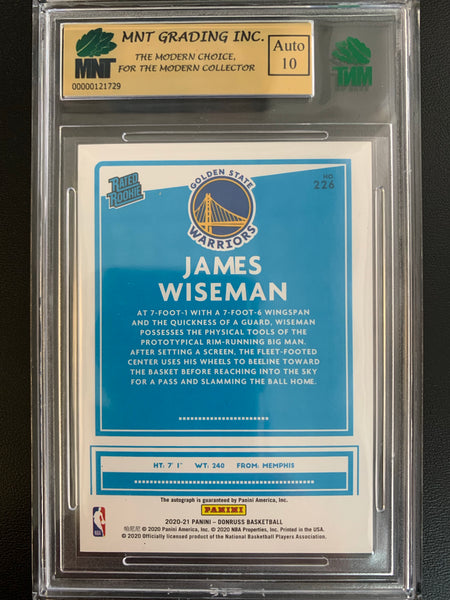 MNT GRADING INC.
THE MODERN CHOICE,
FOR THE MODERN COLLECTOR
MNT
00000121729
Auto
10
MNT
RATED
ROOKIE
GOLDEN STATE
WARRIORS
NO.
226
JAMES
WISEMAN
AT 7-FOOT-1 WITH A 7-FOOT-6 WINGSPAN
AND THE QUICKNESS OF A GUARD, WISEMAN
POSSESSES THE PHYSICAL TOOLS OF THE
PROTOTYPICAL RIM-RUNNING BIG MAN.
AFTER SETTING A SCREEN, THE FLEET-FOOTED
CENTER USES HIS WHEELS TO BEELINE TOWARD
THE BASKET BEFORE REACHING INTO THE SKY
FOR A PASS AND SLAMMING THE BALL HOME.
HT: 7' 1" WT: 240 FROM: MEMPHIS
The autograph is guaranteed by Panini America, Inc.
PANINI
2020-21 PANINI – DONRUSS BASKETBALL
帕尼尼 © 2020 Panini America, Inc. © 2020 NBA Properties, Inc. Printed in the USA.
© 2020 Officially licensed product of the National Basketball Players Association.